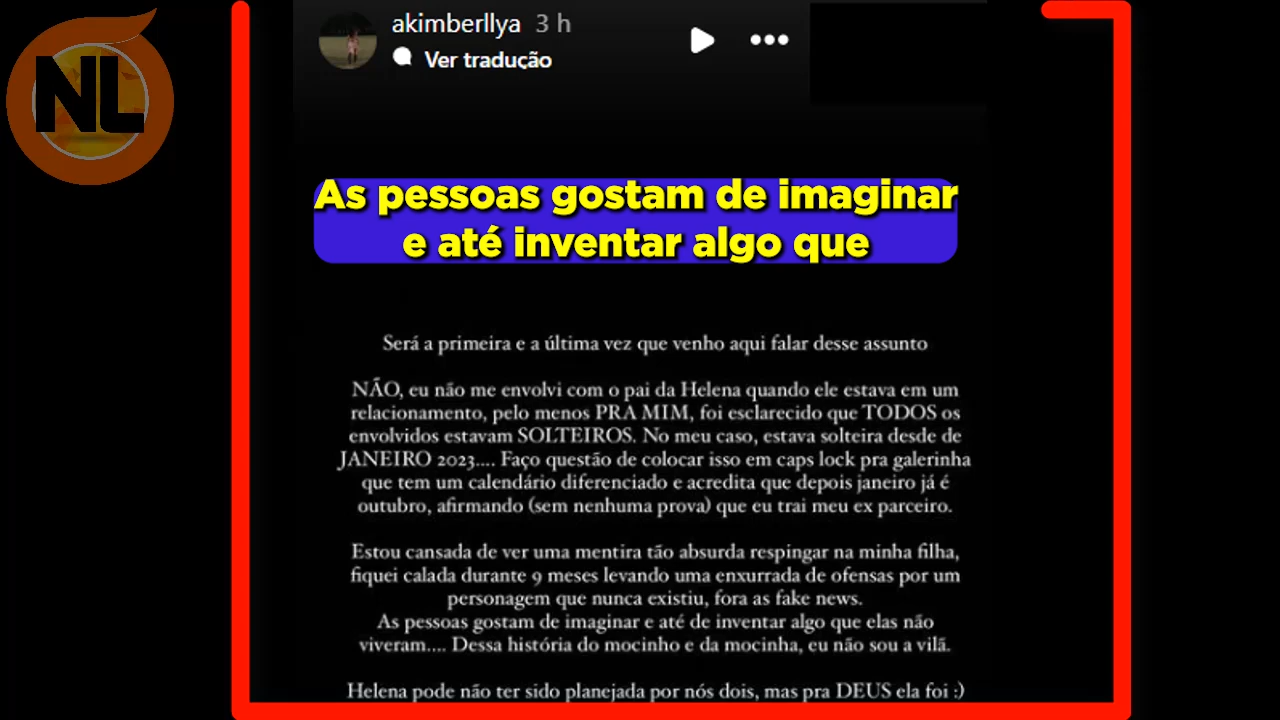 NL
akimberllya 3 h
Ver tradução
As pessoas gostam de imaginar
e até inventar algo que
Será a primeira e a última vez que venho aqui falar desse assunto
NÃO, eu não me envolvi com o pai da Helena quando ele estava em um
relacionamento, pelo menos PRA MIM, foi esclarecido que TODOS os
envolvidos estavam SOLTEIROS. No meu caso, estava solteira desde de
JANEIRO 2023.... Faço questão de colocar isso em caps lock pra galerinha
que tem um calendário diferenciado e acredita que depois janeiro já é
outubro, afirmando (sem nenhuma prova) que eu trai meu ex parceiro.
Estou cansada de ver uma mentira tão absurda respingar na minha filha,
fiquei calada durante 9 meses levando uma enxurrada de ofensas por um
personagem que nunca existiu, fora as fake news.
As pessoas gostam de imaginar e até de inventar algo que elas não
viveram.... Dessa história do mocinho e da mocinha, eu não sou a vilã.
Helena pode não ter sido planejada por nós dois, mas pra DEUS ela foi :)